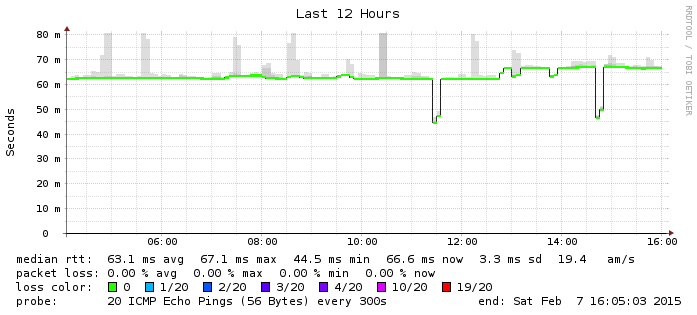 Last 12 Hours
RRDTOOL / TOBI OETIKER
Seconds
80 m
70 m
60 m
50 m
40 m
30 m
20 m
10 m
0
06:00 08:00 10:00 12:00 14:00 16:00
median rtt: 63.1 ms avg 67.1 ms max 44.5 ms min 66.6 ms now 3.3 ms sd 19.4 am/s
packet loss: 0.00 % avg 0.00 % max 0.00 % min 0.00 % now
loss color: 0 1/20 2/20 3/20 4/20 10/20 19/20
probe: 20 ICMP Echo Pings (56 Bytes) every 300s end: Sat Feb 7 16:05:03 2015